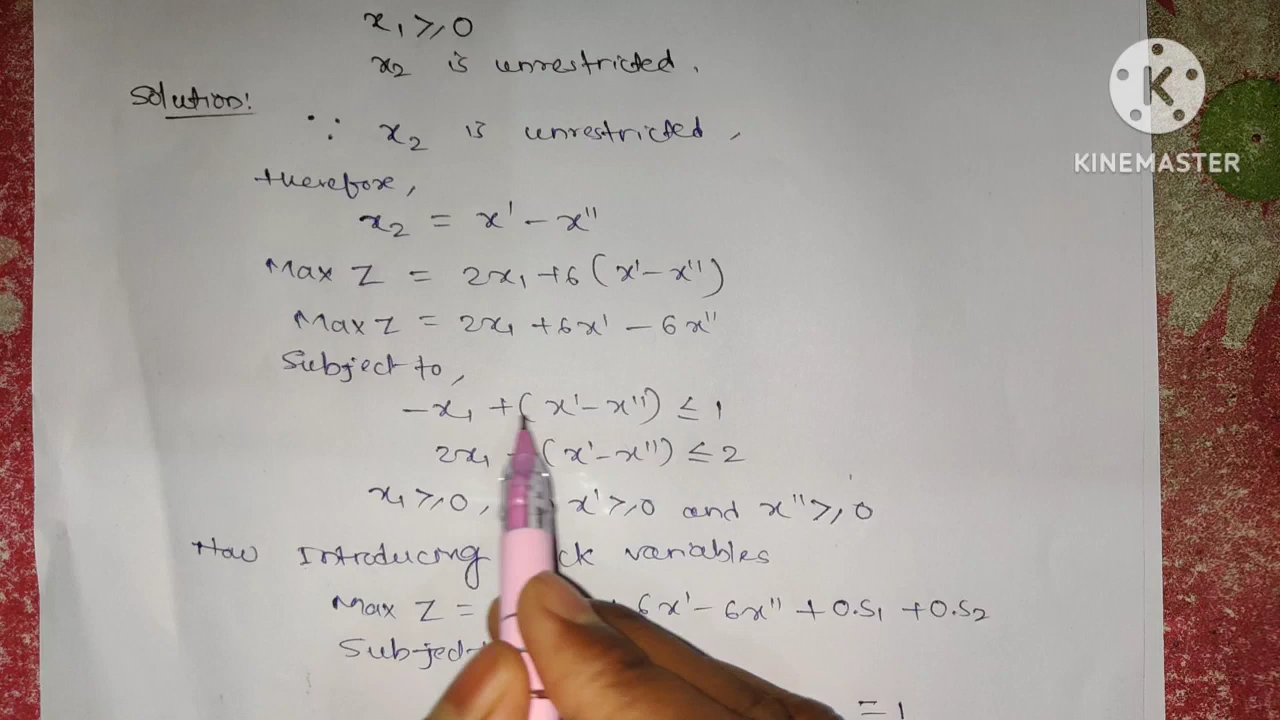 x₁ ≥ 0
x₂ is unrestricted.
Solution:
∵ x₂ is unrestricted,
therefore,
x₂ = x' - x"
Max Z = 2x₁ + 6(x' - x")
Max Z = 2x₁ + 6x' - 6x"
Subject to,
-x₁ + (x' - x") ≤ 1
2x₁ (x' - x") ≤ 2
x₁ ≥ 0, x' ≥ 0 and x" ≥ 0
Introducing variables
Max Z = 6x' - 6x" + 0.S₁ + 0.S₂
= 1
K
KINEMASTER